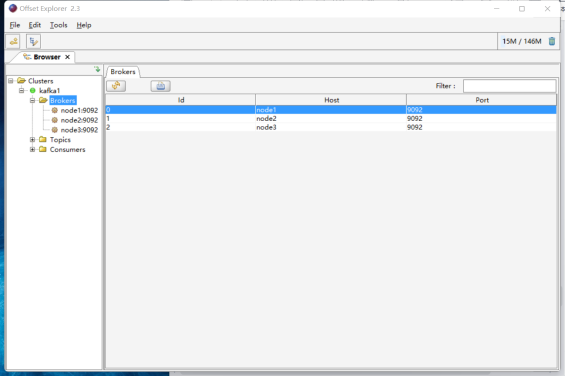 Offset Explorer 2.3
File Edit Tools Help
15M / 146M
Browser
Clusters
kafka1
Brokers
node1:9092
node2:9092
node3:9092
Topics
Consumers
Brokers
Filter :
Id Host Port
0 node1 9092
1 node2 9092
2 node3 9092